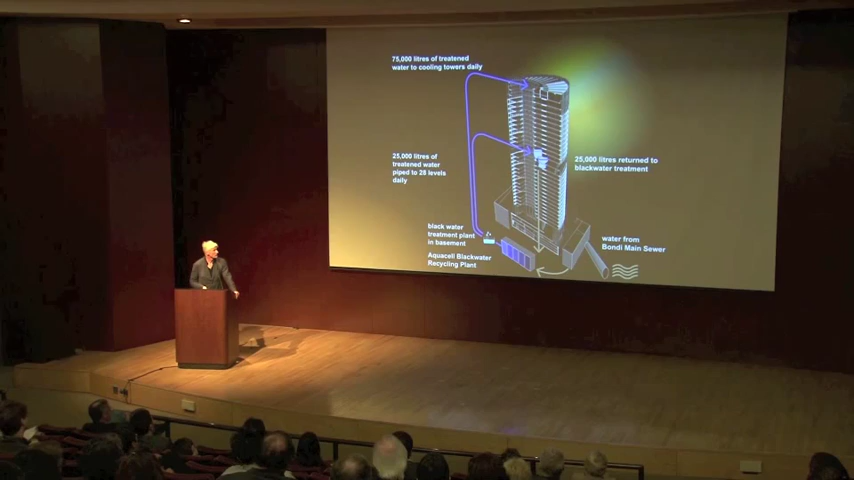 75,000 litres of treatened
water to cooling towers daily
25,000 litres of
treatened water
piped to 28 levels
daily
25,000 litres returned to
blackwater treatment
black water
treatment plant
in basement
water from
Bondi Main Sewer
Aquacell Blackwater
Recycling Plant